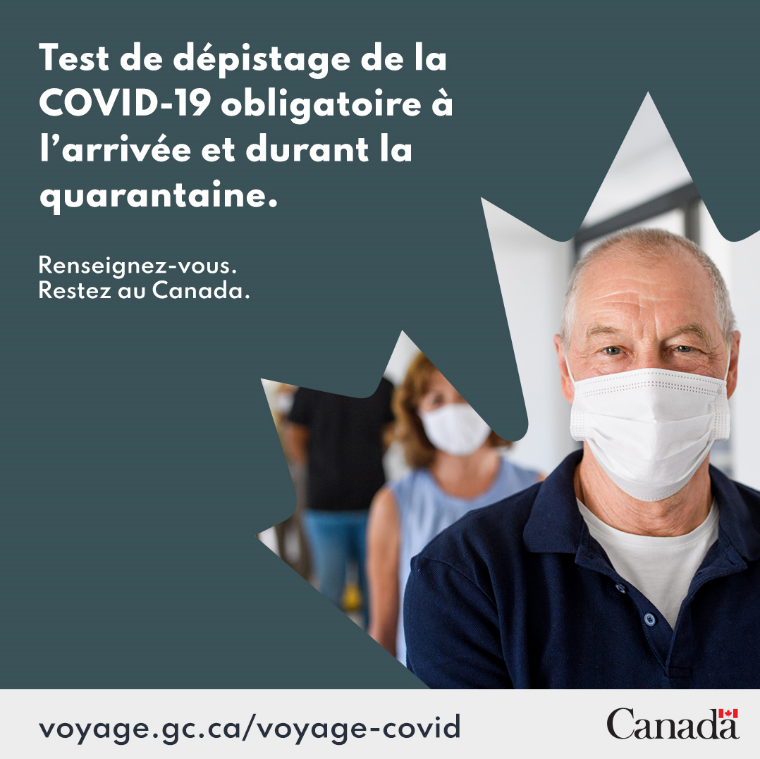 Test de dépistage de la
COVID-19 obligatoire à
l’arrivée et durant la
quarantaine.
Renseignez-vous.
Restez au Canada.
voyage.gc.ca/voyage-covid
Canada